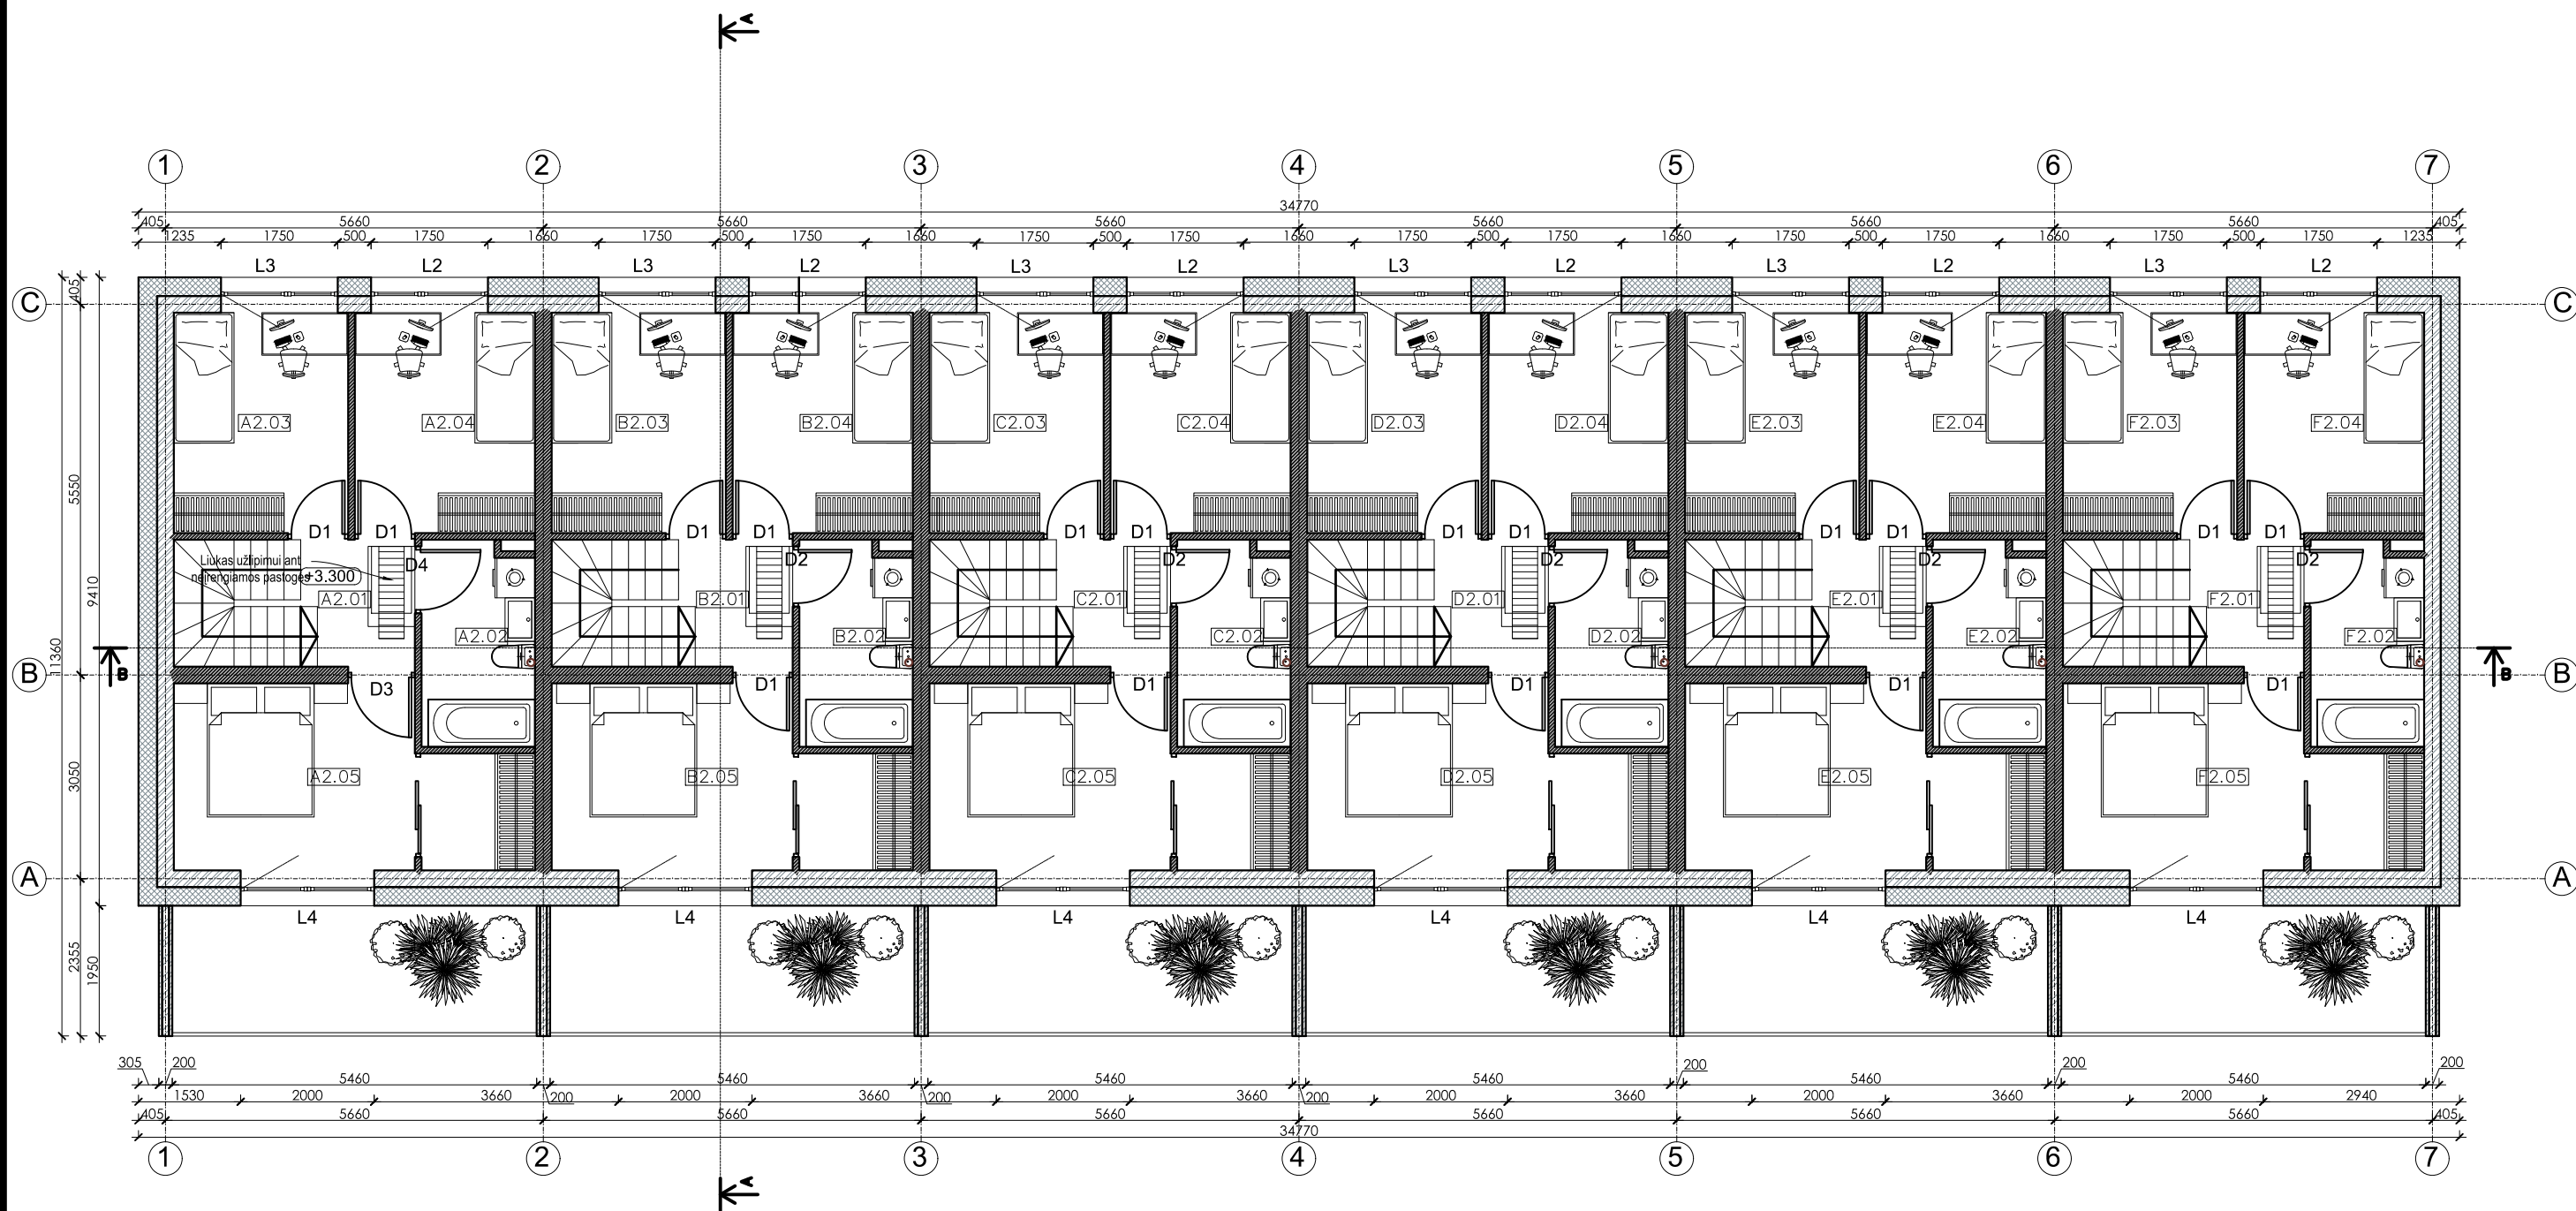 A
1 2 3 4 5 6 7
34770
405 5660 5660 5660 5660 5660 5660 405
1235 1750 500 1750 1660 1750 500 1750 1660 1750 500 1750 1660 1750 500 1750 1660 1750 500 1750 1660 1750 500 1750 1235
L3 L2 L3 L2 L3 L2 L3 L2 L3 L2 L3 L2
405
C C
A2.03 A2.04 B2.03 B2.04 C2.03 C2.04 D2.03 D2.04 E2.03 E2.04 F2.03 F2.04
5550
D1 D1 D1 D1 D1 D1 D1 D1 D1 D1 D1 D1
Liukas užlipimui ant D4 D2 D2 D2 D2 D2
neįrengiamos pastogės +3.300
9410
A2.01 B2.01 C2.01 D2.01 E2.01 F2.01
A2.02 B2.02 C2.02 D2.02 E2.02 F2.02
11360
B B
B B
D3 D1 D1 D1 D1 D1
3050
A2.05 B2.05 C2.05 D2.05 E2.05 F2.05
A A
L4 L4 L4 L4 L4 L4
2355
1950
305 200 200 200 200
5460 5460 5460 5460 5460 5460
1530 2000 3660 200 2000 3660 200 2000 3660 200 2000 3660 2000 3660 2000 2940
405 5660 5660 5660 5660 5660 5660 405
34770
1 2 3 4 5 6 7
A